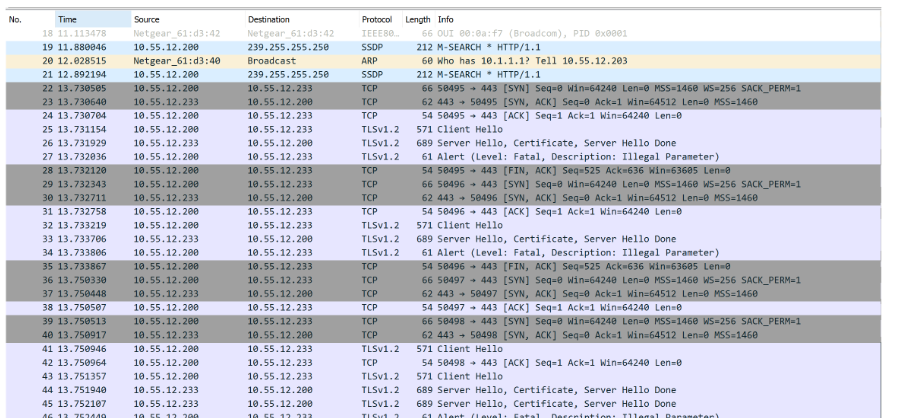 No. Time Source Destination Protocol Length Info
18 11.113478 Netgear_61:d3:42 Netgear_61:d3:42 IEEE80… 66 OUI 00:0a:f7 (Broadcom), PID 0x0001
19 11.880046 10.55.12.200 239.255.255.250 SSDP 212 M-SEARCH * HTTP/1.1
20 12.028515 Netgear_61:d3:40 Broadcast ARP 60 Who has 10.1.1.1? Tell 10.55.12.203
21 12.892194 10.55.12.200 239.255.255.250 SSDP 212 M-SEARCH * HTTP/1.1
22 13.730505 10.55.12.200 10.55.12.233 TCP 66 50495 → 443 [SYN] Seq=0 Win=64240 Len=0 MSS=1460 WS=256 SACK_PERM=1
23 13.730640 10.55.12.233 10.55.12.200 TCP 62 443 → 50495 [SYN, ACK] Seq=0 Ack=1 Win=64512 Len=0 MSS=1460
24 13.730704 10.55.12.200 10.55.12.233 TCP 54 50495 → 443 [ACK] Seq=1 Ack=1 Win=64240 Len=0
25 13.731154 10.55.12.200 10.55.12.233 TLSv1.2 571 Client Hello
26 13.731929 10.55.12.233 10.55.12.200 TLSv1.2 689 Server Hello, Certificate, Server Hello Done
27 13.732036 10.55.12.200 10.55.12.233 TLSv1.2 61 Alert (Level: Fatal, Description: Illegal Parameter)
28 13.732120 10.55.12.200 10.55.12.233 TCP 54 50495 → 443 [FIN, ACK] Seq=525 Ack=636 Win=63605 Len=0
29 13.732343 10.55.12.200 10.55.12.233 TCP 66 50496 → 443 [SYN] Seq=0 Win=64240 Len=0 MSS=1460 WS=256 SACK_PERM=1
30 13.732711 10.55.12.233 10.55.12.200 TCP 62 443 → 50496 [SYN, ACK] Seq=0 Ack=1 Win=64512 Len=0 MSS=1460
31 13.732758 10.55.12.200 10.55.12.233 TCP 54 50496 → 443 [ACK] Seq=1 Ack=1 Win=64240 Len=0
32 13.733219 10.55.12.200 10.55.12.233 TLSv1.2 571 Client Hello
33 13.733706 10.55.12.233 10.55.12.200 TLSv1.2 689 Server Hello, Certificate, Server Hello Done
34 13.733806 10.55.12.200 10.55.12.233 TLSv1.2 61 Alert (Level: Fatal, Description: Illegal Parameter)
35 13.733867 10.55.12.200 10.55.12.233 TCP 54 50496 → 443 [FIN, ACK] Seq=525 Ack=636 Win=63605 Len=0
36 13.750330 10.55.12.200 10.55.12.233 TCP 66 50497 → 443 [SYN] Seq=0 Win=64240 Len=0 MSS=1460 WS=256 SACK_PERM=1
37 13.750448 10.55.12.233 10.55.12.200 TCP 62 443 → 50497 [SYN, ACK] Seq=0 Ack=1 Win=64512 Len=0 MSS=1460
38 13.750507 10.55.12.200 10.55.12.233 TCP 54 50497 → 443 [ACK] Seq=1 Ack=1 Win=64240 Len=0
39 13.750513 10.55.12.200 10.55.12.233 TCP 66 50498 → 443 [SYN] Seq=0 Win=64240 Len=0 MSS=1460 WS=256 SACK_PERM=1
40 13.750917 10.55.12.233 10.55.12.200 TCP 62 443 → 50498 [SYN, ACK] Seq=0 Ack=1 Win=64512 Len=0 MSS=1460
41 13.750946 10.55.12.200 10.55.12.233 TLSv1.2 571 Client Hello
42 13.750964 10.55.12.200 10.55.12.233 TCP 54 50498 → 443 [ACK] Seq=1 Ack=1 Win=64240 Len=0
43 13.751357 10.55.12.200 10.55.12.233 TLSv1.2 571 Client Hello
44 13.751940 10.55.12.233 10.55.12.200 TLSv1.2 689 Server Hello, Certificate, Server Hello Done
45 13.752107 10.55.12.233 10.55.12.200 TLSv1.2 689 Server Hello, Certificate, Server Hello Done
46 13.752449 10.55.12.200 10.55.12.233 TLSv1.2 61 Alert (Level: Fatal, Description: Illegal Parameter)